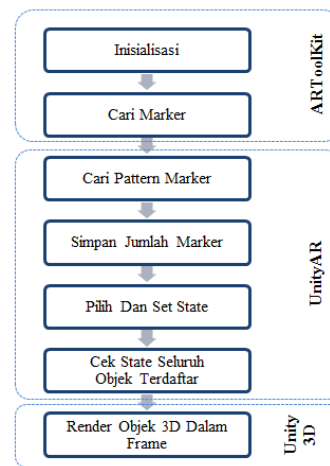 Inisialisasi
Cari Marker
ARToolKit
Cari Pattern Marker
Simpan Jumlah Marker
Pilih Dan Set State
Cek State Seluruh
Objek Terdaftar
UnityAR
Render Objek 3D Dalam
Frame
Unity
3D